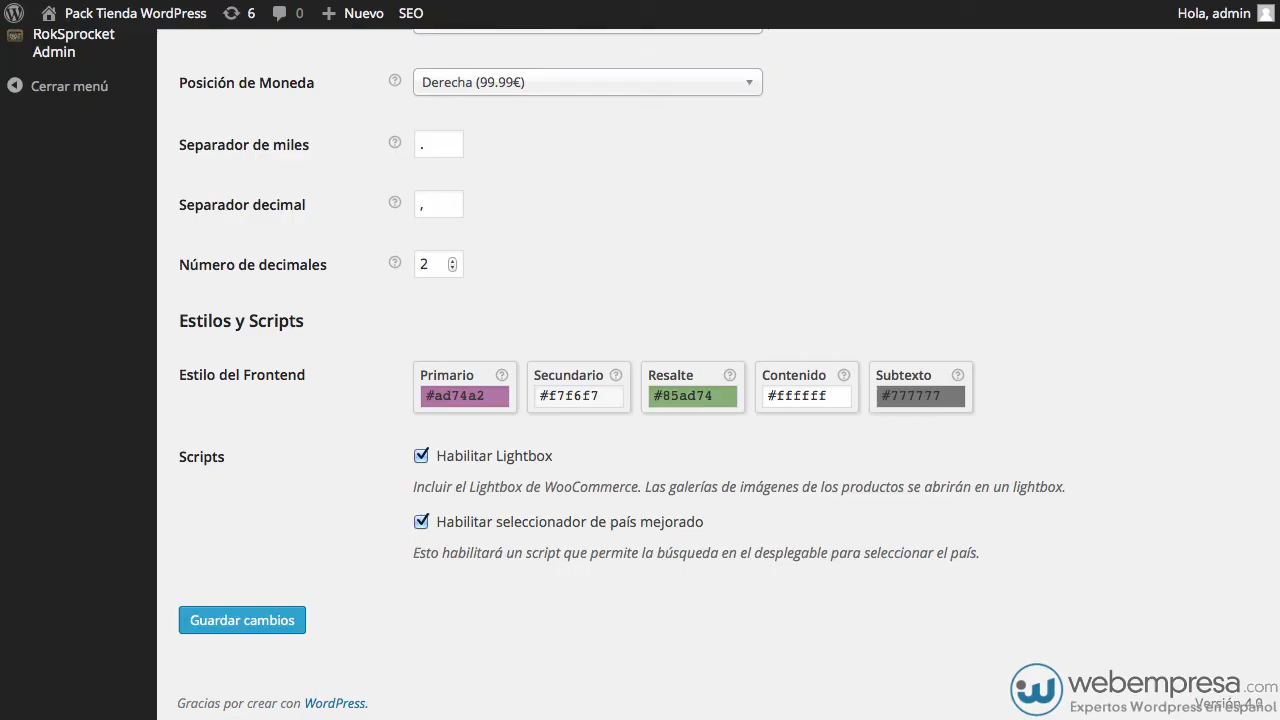 Pack Tienda WordPress 6 0 Nuevo SEO Hola, admin
RokSprocket
Admin
Cerrar menú
Posición de Moneda Derecha (99.99€)
Separador de miles .
Separador decimal ,
Número de decimales 2
Estilos y Scripts
Estilo del Frontend
Primario Secundario Resalte Contenido Subtexto
#ad74a2 #f7f6f7 #85ad74 #ffffff #777777
Scripts Habilitar Lightbox
Incluir el Lightbox de WooCommerce. Las galerías de imágenes de los productos se abrirán en un lightbox.
Habilitar seleccionador de país mejorado
Esto habilitará un script que permite la búsqueda en el desplegable para seleccionar el país.
Guardar cambios
webempresa.com
Gracias por crear con WordPress. Versión 4.0
Expertos Wordpress en español